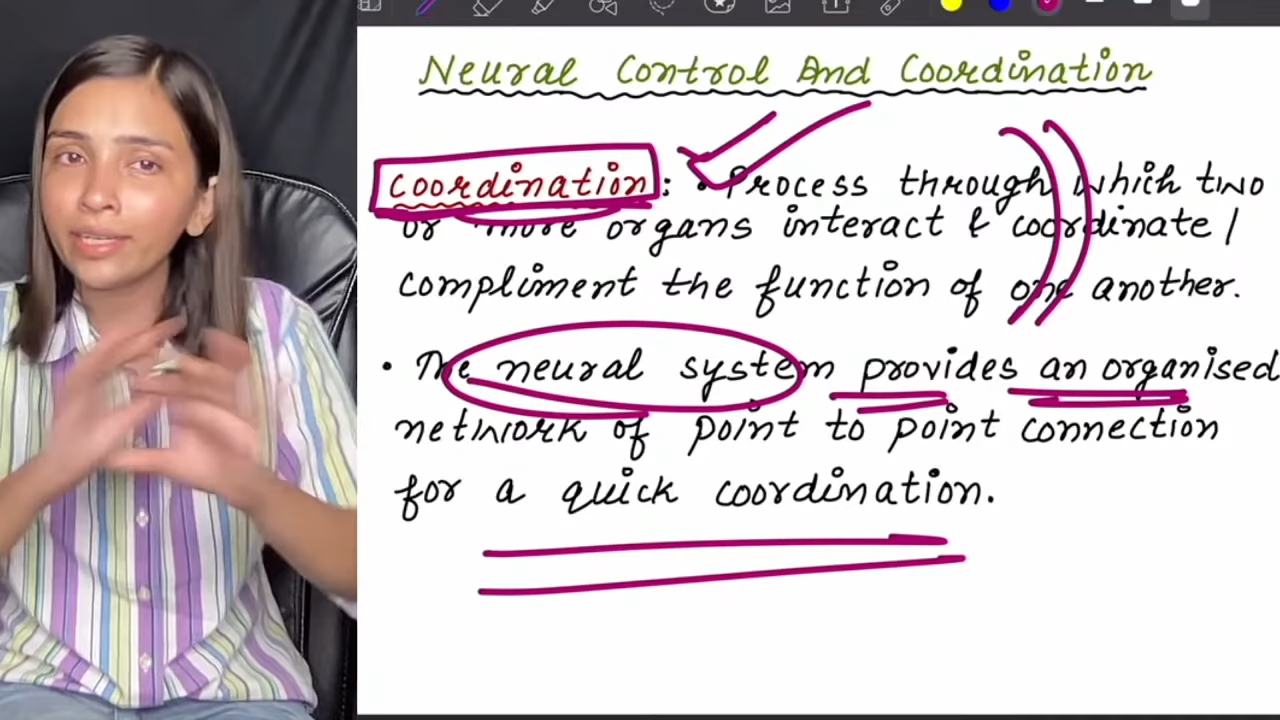 Neural Control And Coordination
Coordination : • Process through which two
or more organs interact & coordinate /
compliment the function of one another.
• The neural system provides an organised
network of point to point connection
for a quick coordination.